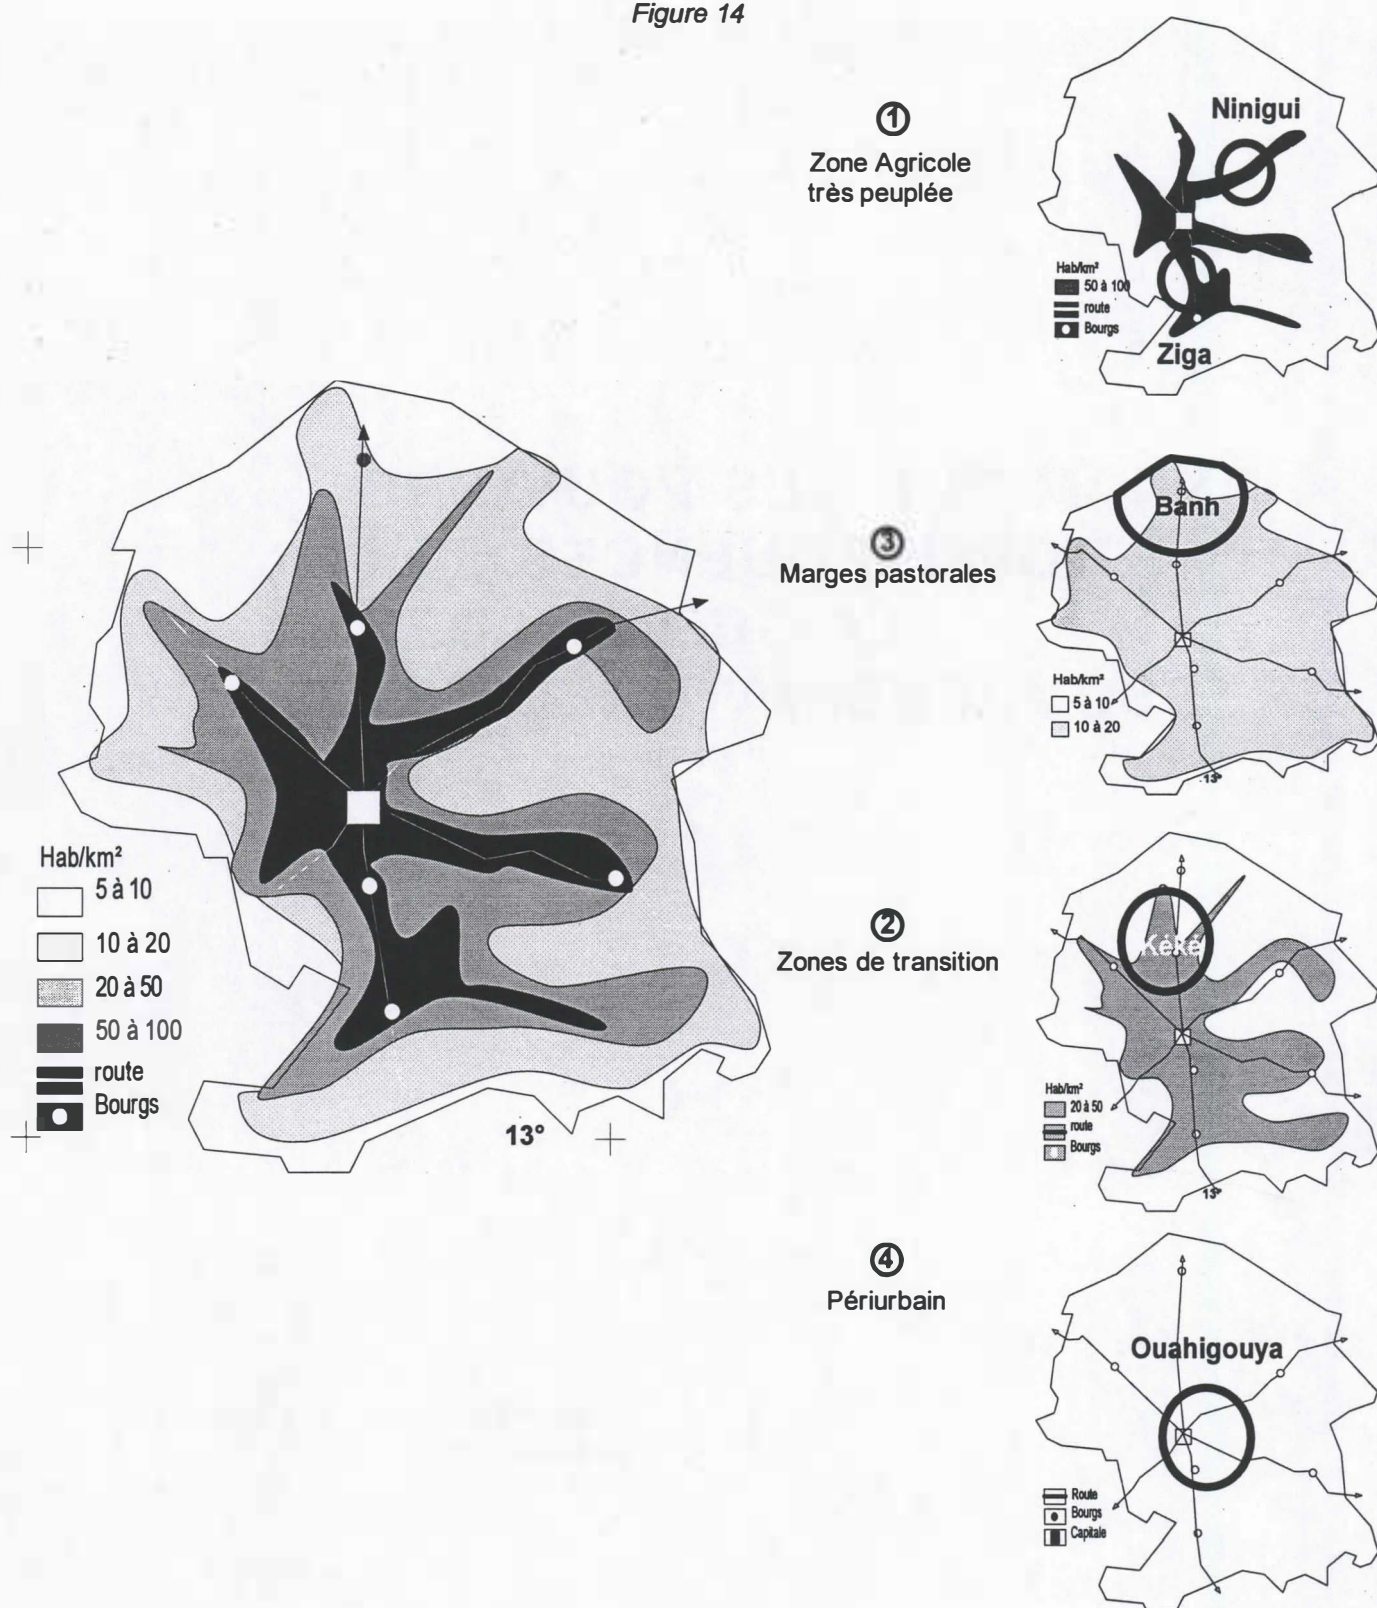 Figure 14
①
Zone Agricole
très peuplée
Ninigui
Hab/km²
50 à 100
route
Bourgs
Ziga
③
Marges pastorales
Banh
Hab/km²
5 à 10
10 à 20
13°
Hab/km²
5 à 10
10 à 20
20 à 50
50 à 100
route
Bourgs
13°
②
Zones de transition
Kéké
Hab/km²
20 à 50
route
Bourgs
13°
④
Périurbain
Ouahigouya
Route
Bourgs
Capitale